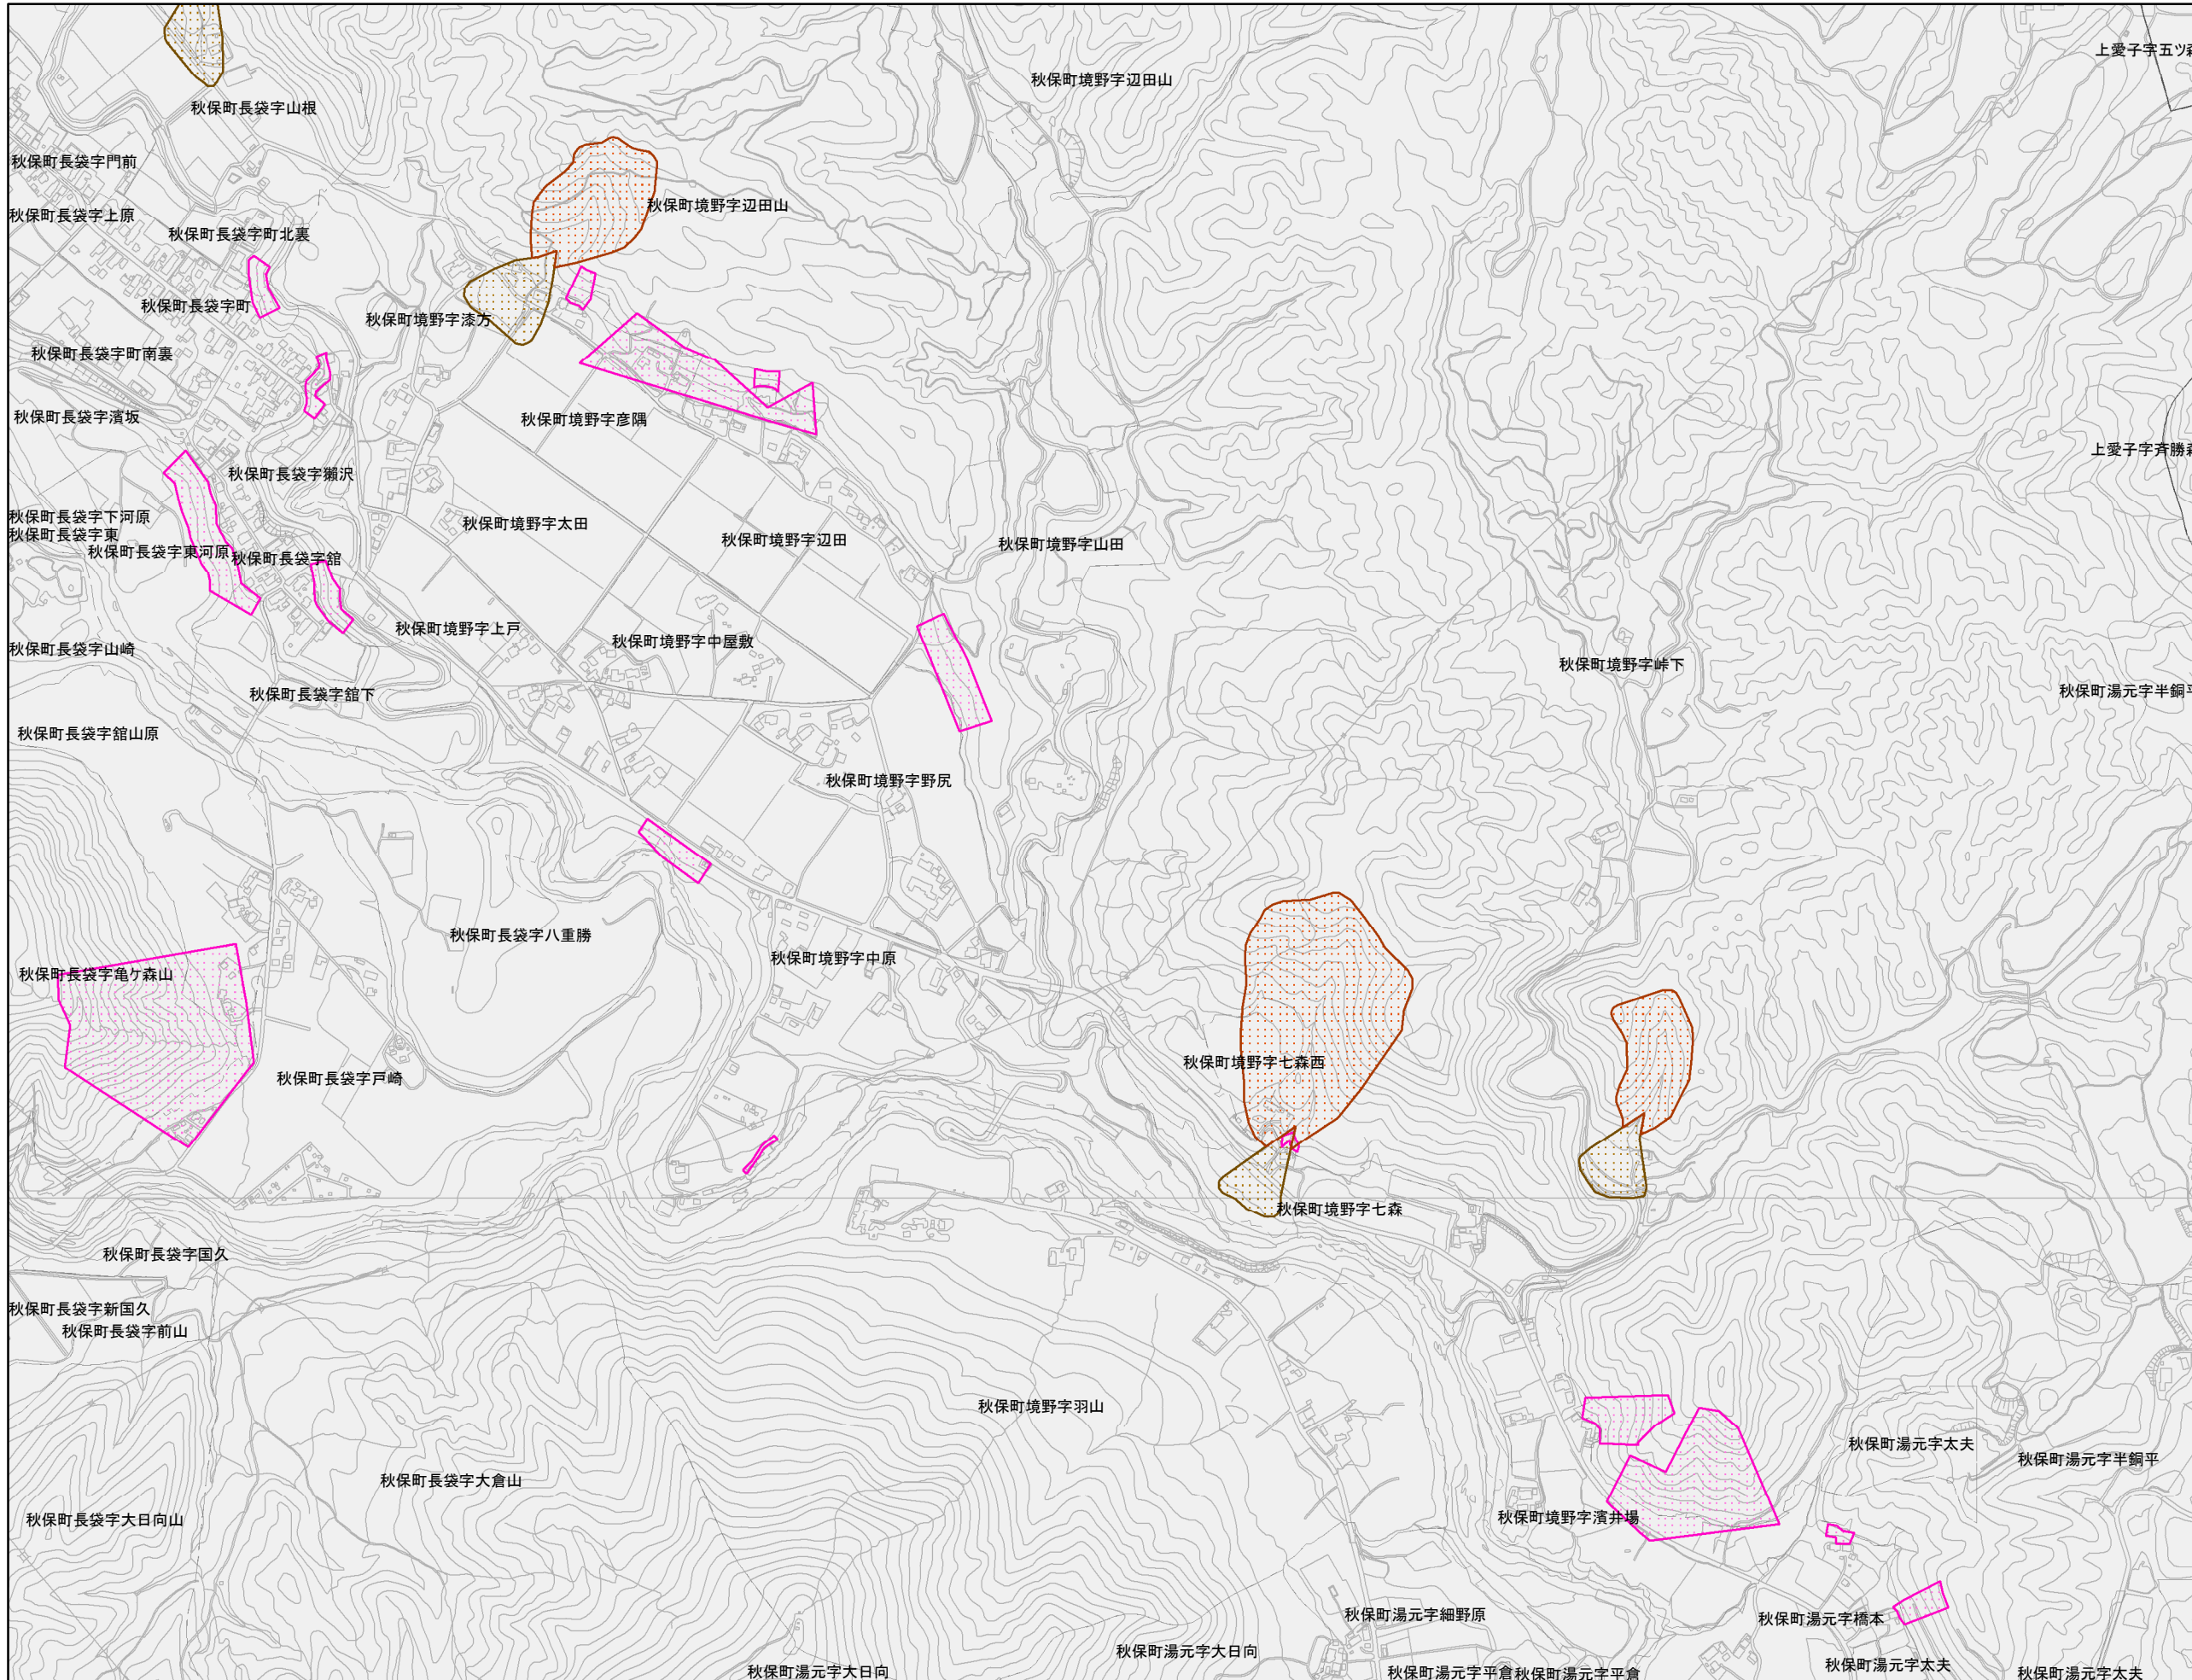 上愛子字五ツ森
秋保町境野字辺田山
秋保町長袋字山根
秋保町長袋字門前
秋保町境野字辺田山
秋保町長袋字上原
秋保町長袋字町北裏
秋保町長袋字町
秋保町境野字漆方
秋保町長袋字町南裏
秋保町長袋字濱坂
秋保町境野字彦隅
上愛子字斉勝森
秋保町長袋字獺沢
秋保町長袋字下河原
秋保町境野字太田
秋保町長袋字東
秋保町境野字辺田
秋保町境野字山田
秋保町長袋字東河原
秋保町長袋字舘
秋保町境野字上戸
秋保町境野字中屋敷
秋保町長袋字山崎
秋保町境野字峠下
秋保町長袋字舘下
秋保町湯元字半銅平
秋保町長袋字舘山原
秋保町境野字野尻
秋保町長袋字八重勝
秋保町境野字中原
秋保町長袋字亀ケ森山
秋保町境野字七森西
秋保町長袋字戸崎
秋保町境野字七森
秋保町長袋字国久
秋保町長袋字新国久
秋保町長袋字前山
秋保町境野字羽山
秋保町湯元字太夫
秋保町湯元字半銅平
秋保町長袋字大倉山
秋保町境野字濱井場
秋保町長袋字大日向山
秋保町湯元字細野原
秋保町湯元字橋本
秋保町湯元字大日向
秋保町湯元字太夫
秋保町湯元字大日向
秋保町湯元字平倉
秋保町湯元字平倉
秋保町湯元字太夫